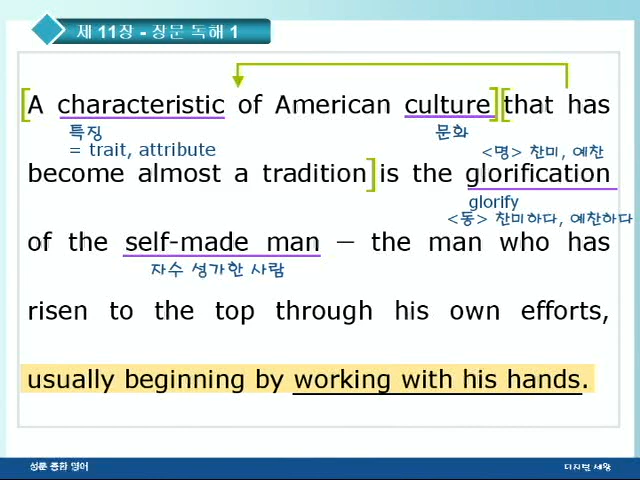 제 11장 - 장문 독해 1
[A characteristic of American culture][that has
특징
문화
= trait, attribute
<명> 찬미, 예찬
become almost a tradition] is the glorification
glorify
<동> 찬미하다, 예찬하다
of the self-made man – the man who has
자수 성가한 사람
risen to the top through his own efforts,
usually beginning by working with his hands.
성문 종합 영어
디지털 세왕